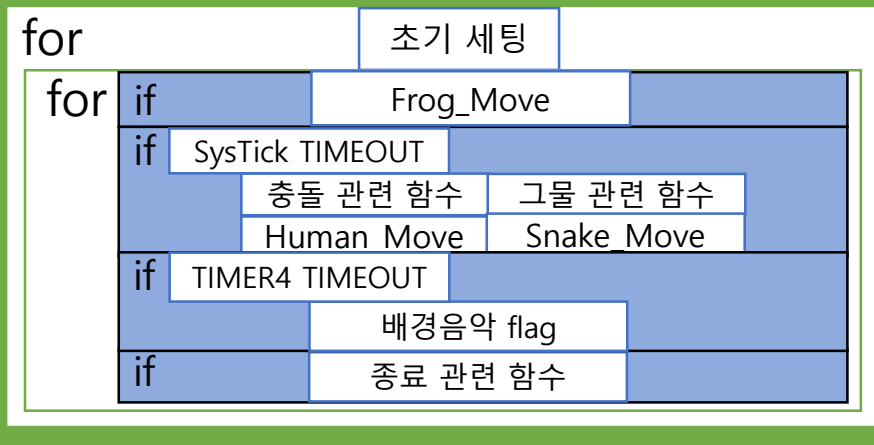 for 초기 세팅
for if Frog_Move
if SysTick TIMEOUT
충돌 관련 함수 그물 관련 함수
Human_Move Snake_Move
if TIMER4 TIMEOUT
배경음악 flag
if 종료 관련 함수